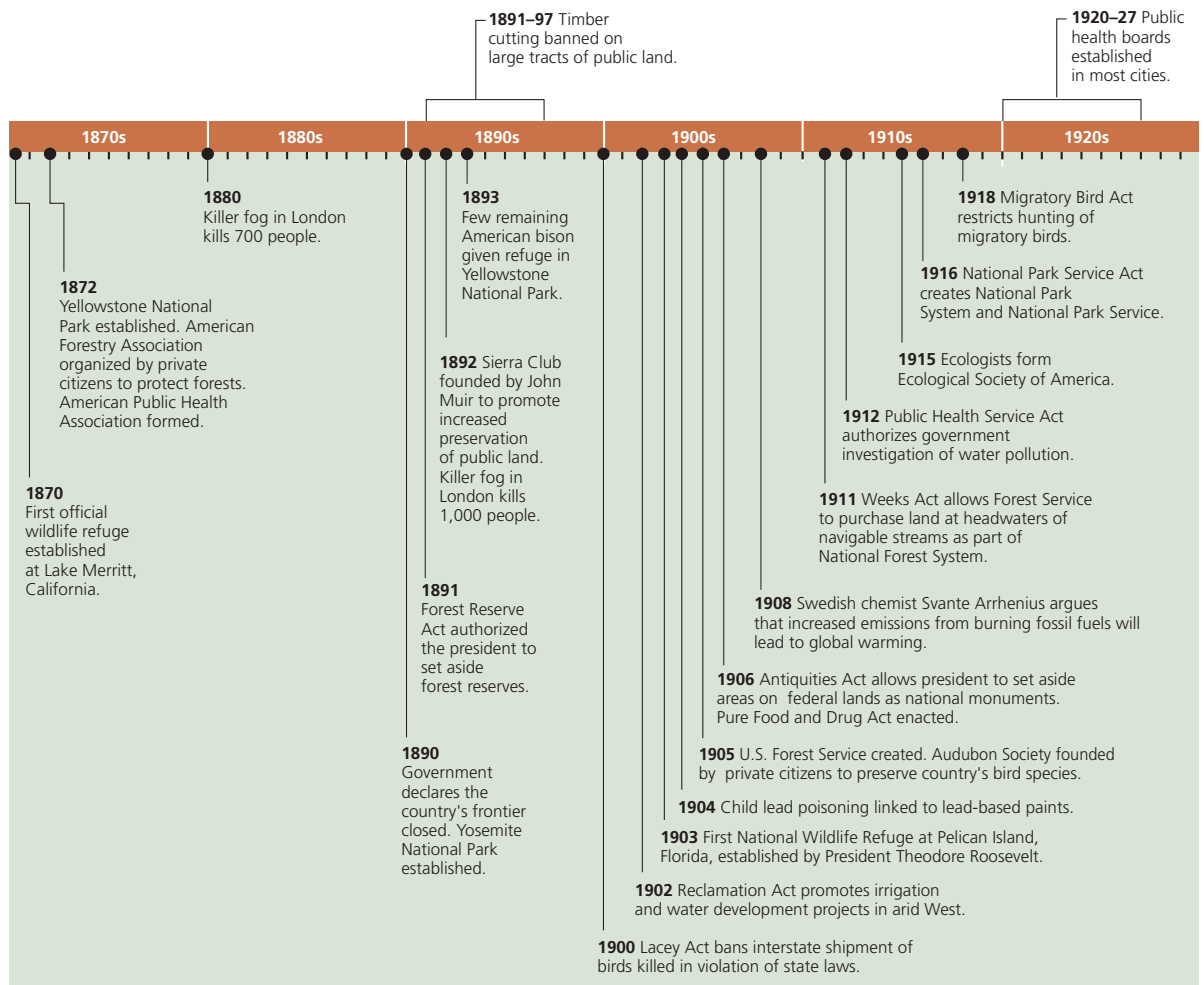 1891–97 Timber
cutting banned on
large tracts of public land.
1920–27 Public
health boards
established
in most cities.
1870s
1880s
1890s
1900s
1910s
1920s
1870
First official
wildlife refuge
established
at Lake Merritt,
California.
1872
Yellowstone National
Park established. American
Forestry Association
organized by private
citizens to protect forests.
American Public Health
Association formed.
1880
Killer fog in London
kills 700 people.
1890
Government
declares the
country's frontier
closed. Yosemite
National Park
established.
1891
Forest Reserve
Act authorized
the president to
set aside
forest reserves.
1892 Sierra Club
founded by John
Muir to promote
increased
preservation
of public land.
Killer fog in
London kills
1,000 people.
1893
Few remaining
American bison
given refuge in
Yellowstone
National Park.
1900 Lacey Act bans interstate shipment of
birds killed in violation of state laws.
1902 Reclamation Act promotes irrigation
and water development projects in arid West.
1903 First National Wildlife Refuge at Pelican Island,
Florida, established by President Theodore Roosevelt.
1904 Child lead poisoning linked to lead-based paints.
1905 U.S. Forest Service created. Audubon Society founded
by private citizens to preserve country's bird species.
1906 Antiquities Act allows president to set aside
areas on federal lands as national monuments.
Pure Food and Drug Act enacted.
1908 Swedish chemist Svante Arrhenius argues
that increased emissions from burning fossil fuels will
lead to global warming.
1911 Weeks Act allows Forest Service
to purchase land at headwaters of
navigable streams as part of
National Forest System.
1912 Public Health Service Act
authorizes government
investigation of water pollution.
1915 Ecologists form
Ecological Society of America.
1916 National Park Service Act
creates National Park
System and National Park Service.
1918 Migratory Bird Act
restricts hunting of
migratory birds.